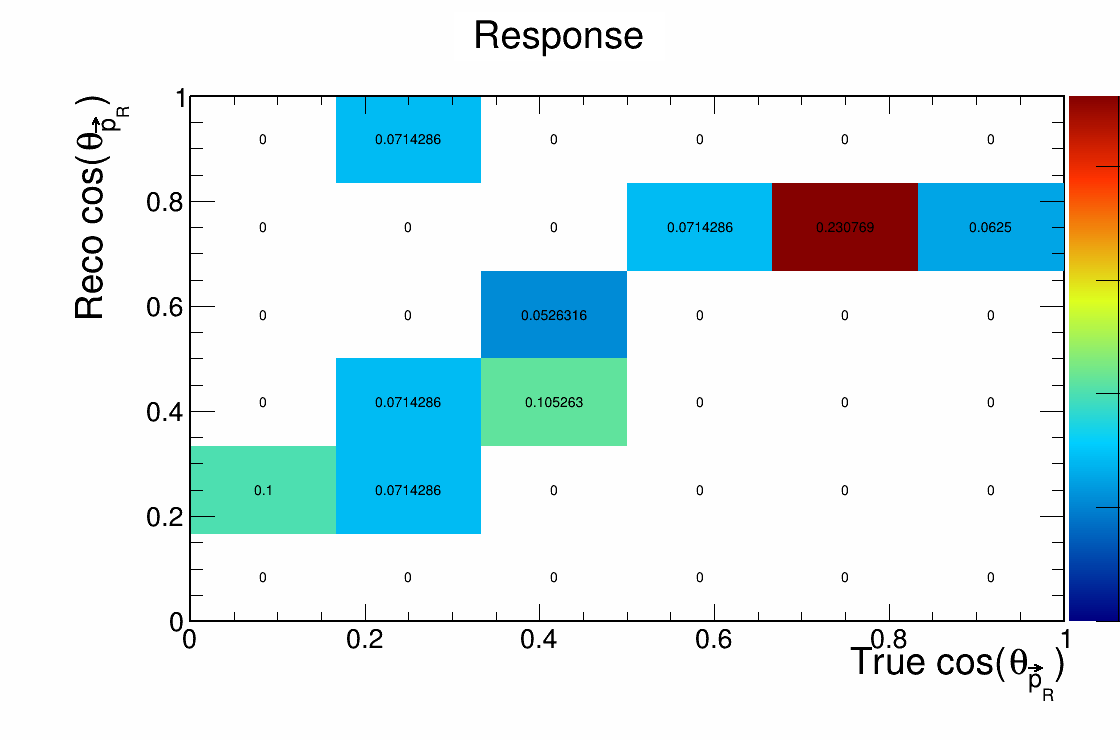 Response
Reco cos(θ_p⃗_R)
1
0.8
0.6
0.4
0.2
0
0 0.0714286 0 0 0 0
0 0 0 0.0714286 0.230769 0.0625
0 0 0.0526316 0 0 0
0 0.0714286 0.105263 0 0 0
0.1 0.0714286 0 0 0 0
0 0 0 0 0 0
0 0.2 0.4 0.6 0.8 1
True cos(θ_p⃗_R)